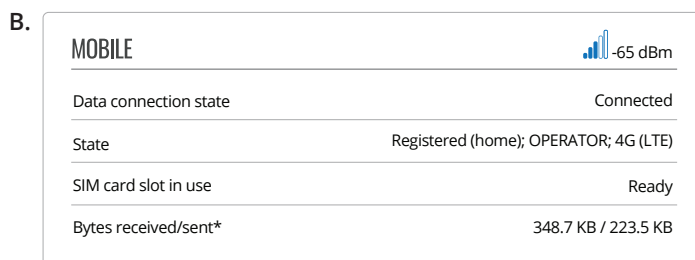 B.
MOBILE -65 dBm
Data connection state Connected
State Registered (home); OPERATOR; 4G (LTE)
SIM card slot in use Ready
Bytes received/sent* 348.7 KB / 223.5 KB